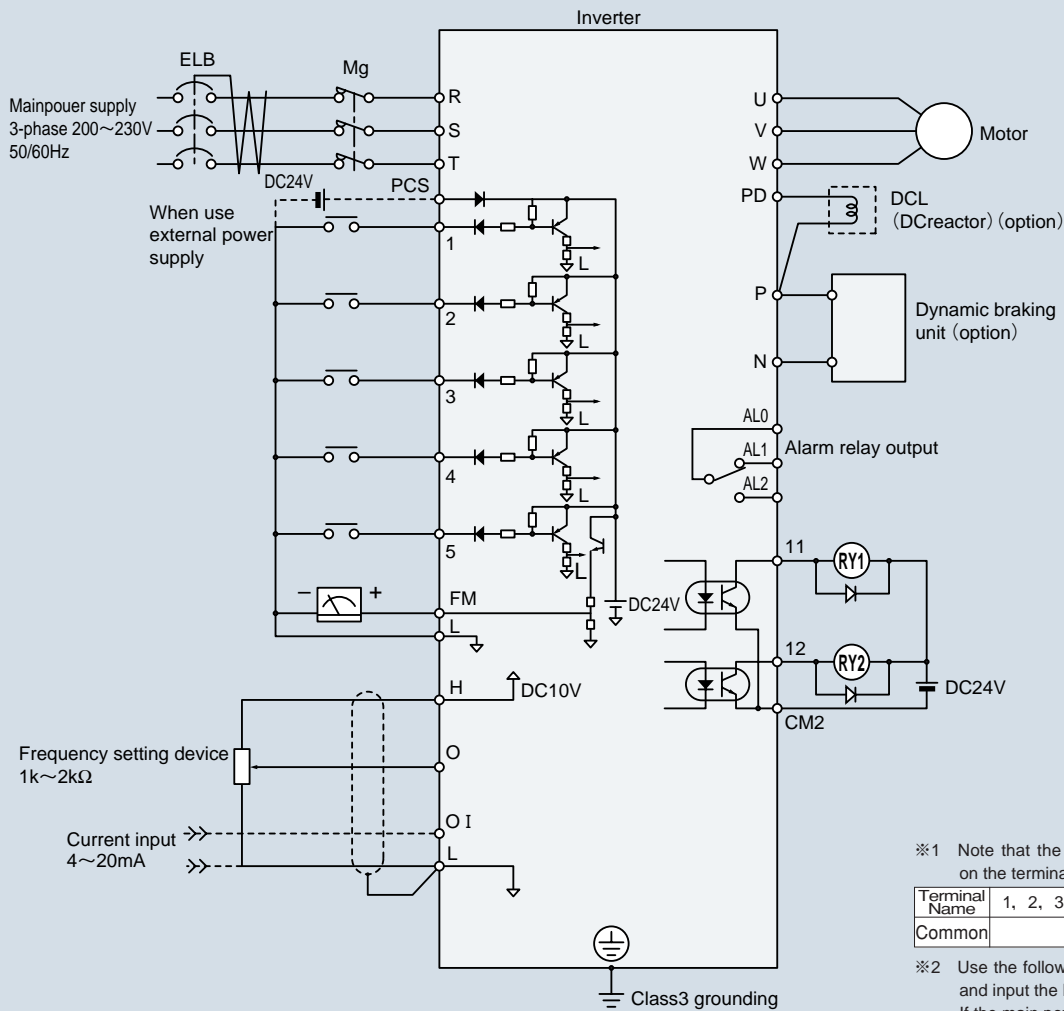 Inverter
ELB
Mg
Mainpouer supply
3-phase 200～230V
50/60Hz
R
S
T
U
V
W
Motor
DC24V
PCS
When use
external power
supply
PD
DCL
(DCreactor) (option)
1
L
2
L
3
L
4
L
5
L
P
N
Dynamic braking
unit (option)
AL0
AL1
AL2
Alarm relay output
11
RY1
12
RY2
DC24V
CM2
− +
FM
L
DC24V
H
DC10V
Frequency setting device
1k～2kΩ
O
Current input
4～20mA
O I
L
Class3 grounding
※1 Note that the
on the termina
Terminal Name 1, 2, 3
Common
※2 Use the follow
and input the